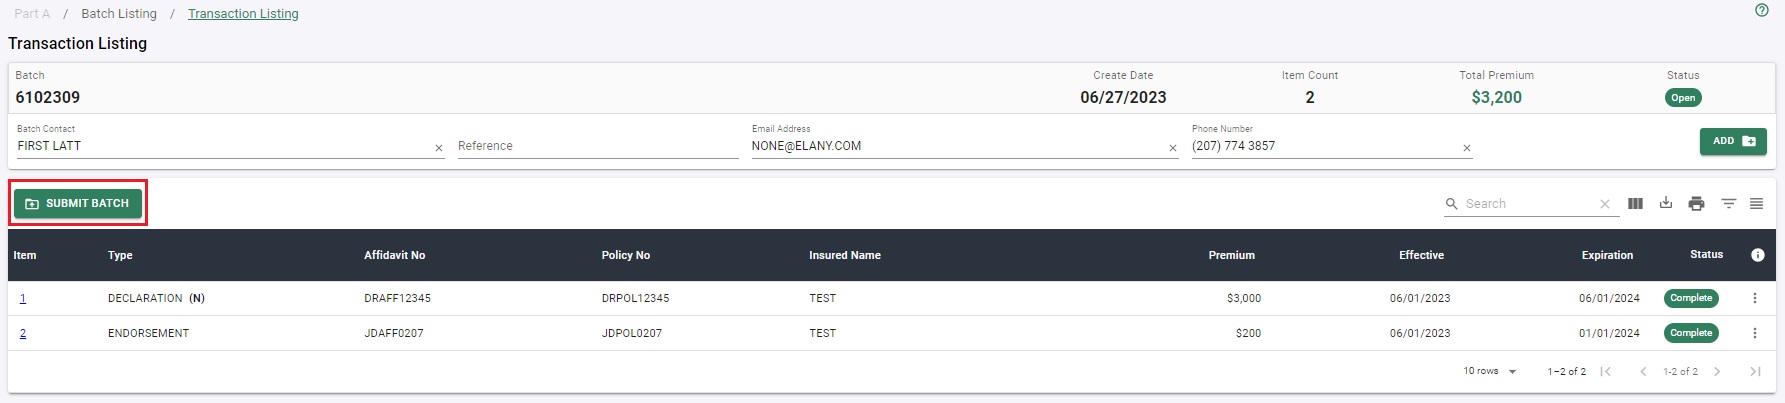 Part A / Batch Listing / Transaction Listing
Transaction Listing
Batch Create Date Item Count Total Premium Status
6102309 06/27/2023 2 $3,200 Open
Batch Contact Email Address Phone Number
FIRST LATT Reference NONE@ELANY.COM (207) 774 3857 ADD
SUBMIT BATCH Search
Item Type Affidavit No Policy No Insured Name Premium Effective Expiration Status
1 DECLARATION (N) DRAFF12345 DRPOL12345 TEST $3,000 06/01/2023 06/01/2024 Complete
2 ENDORSEMENT JDAFF0207 JDPOL0207 TEST $200 06/01/2023 01/01/2024 Complete
10 rows 1–2 of 2 1-2 of 2